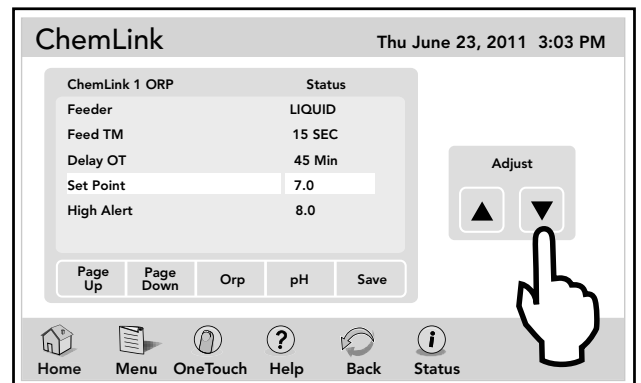 ChemLink Thu June 23, 2011 3:03 PM
ChemLink 1 ORP Status
Feeder LIQUID
Feed TM 15 SEC
Delay OT 45 Min
Set Point 7.0
High Alert 8.0
Adjust
Page Up Page Down Orp pH Save
?
i
Home Menu OneTouch Help Back Status